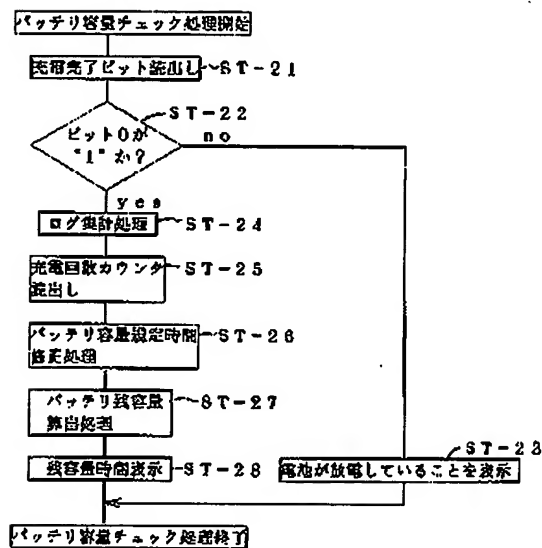 バッテリ容量チェック処理開始
充電完了ビット読出し ST-21
ST-22
ビット0が
"1"か?
no
yes
ログ集計処理 ST-24
充電回数カウンタ ST-25
読出し
バッテリ容量設定時間 ST-26
修正処理
バッテリ残容量 ST-27
算出処理
ST-23
残容量時間表示 ST-28
電池が放電していることを表示
バッテリ容量チェック処理終了